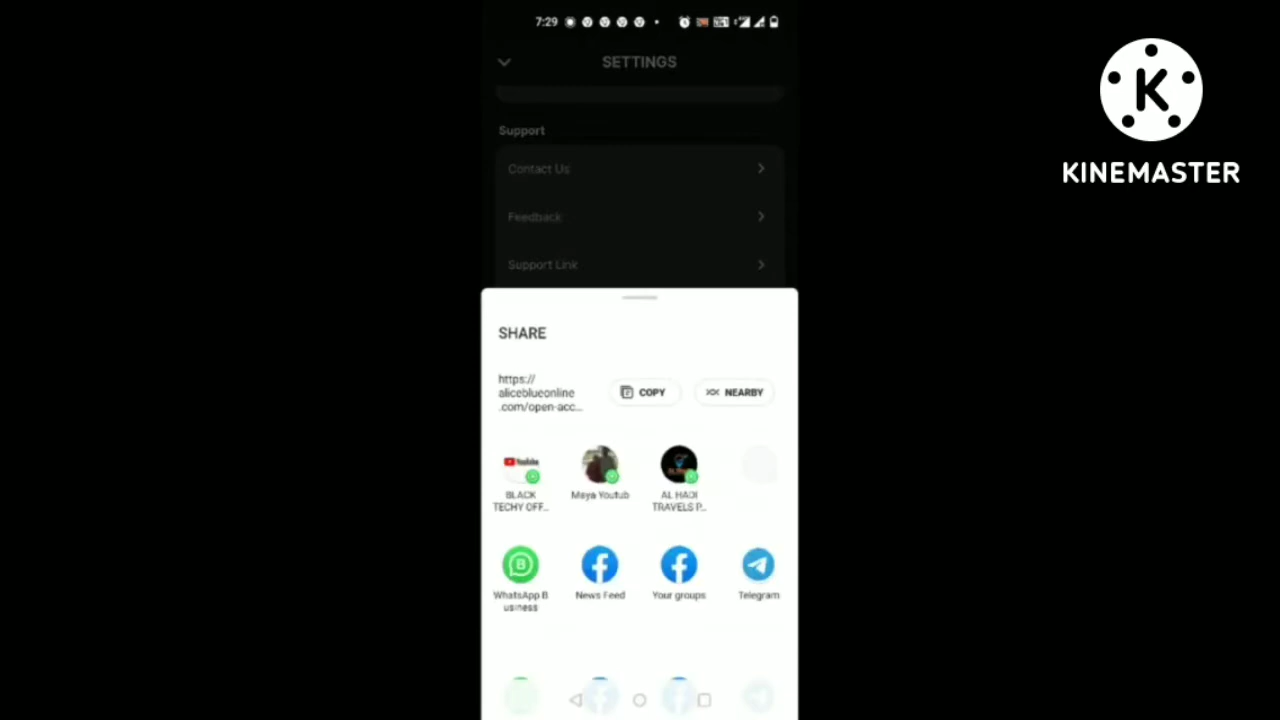 7:29
SETTINGS
KINEMASTER
Support
Contact Us
Feedback
Support Link
SHARE
https://
aliceblueonline
.com/open-acc...
COPY
NEARBY
BLACK
TECHY OFF...
Maya Youtub
AL HADI
TRAVELS P...
WhatsApp B
usiness
News Feed
Your groups
Telegram